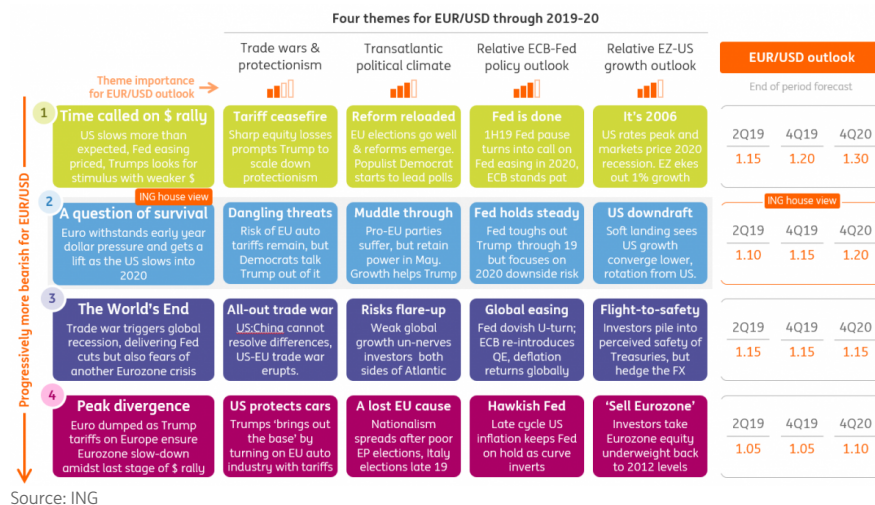 Four themes for EUR/USD through 2019-20
Trade wars &
protectionism
Transatlantic
political climate
Relative ECB-Fed
policy outlook
Relative EZ-US
growth outlook
EUR/USD outlook
End of period forecast
Theme importance
for EUR/USD outlook
Progressively more bearish for EUR/USD
1
Time called on $ rally
US slows more than
expected, Fed easing
priced, Trumps looks for
stimulus with weaker $
Tariff ceasefire
Sharp equity losses
prompts Trump to
scale down
protectionism
Reform reloaded
EU elections go well
& reforms emerge.
Populist Democrat
starts to lead polls
Fed is done
1H19 Fed pause
turns into call on
Fed easing in 2020,
ECB stands pat
It's 2006
US rates peak and
markets price 2020
recession. EZ ekes
out 1% growth
2Q19 4Q19 4Q20
1.15 1.20 1.30
ING house view
2
A question of survival
Euro withstands early year
dollar pressure and gets a
lift as the US slows into
2020
Dangling threats
Risk of EU auto
tariffs remain, but
Democrats talk
Trump out of it
Muddle through
Pro-EU parties
suffer, but retain
power in May.
Growth helps Trump
Fed holds steady
Fed toughs out
Trump through 19
but focuses on
2020 downside risk
US downdraft
Soft landing sees
US growth
converge lower,
rotation from US.
ING house view
2Q19 4Q19 4Q20
1.10 1.15 1.20
3
The World's End
Trade war triggers global
recession, delivering Fed
cuts but also fears of
another Eurozone crisis
All-out trade war
US:China cannot
resolve differences,
US-EU trade war
erupts.
Risks flare-up
Weak global
growth un-nerves
investors both
sides of Atlantic
Global easing
Fed dovish U-turn;
ECB re-introduces
QE, deflation
returns globally
Flight-to-safety
Investors pile into
perceived safety of
Treasuries, but
hedge the FX
2Q19 4Q19 4Q20
1.15 1.15 1.15
4
Peak divergence
Euro dumped as Trump
tariffs on Europe ensure
Eurozone slow-down
amidst last stage of $ rally
US protects cars
Trumps 'brings out
the base' by
turning on EU auto
industry with tariffs
A lost EU cause
Nationalism
spreads after poor
EP elections, Italy
elections late 19
Hawkish Fed
Late cycle US
inflation keeps Fed
on hold as curve
inverts
'Sell Eurozone'
Investors take
Eurozone equity
underweight back
to 2012 levels
2Q19 4Q19 4Q20
1.05 1.05 1.10
Source: ING